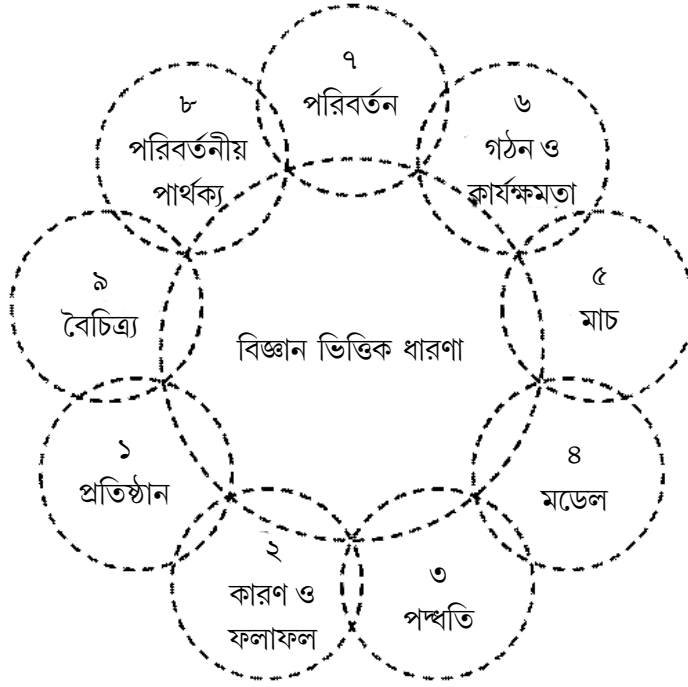 ৭
পরিবর্তন
৮
পরিবর্তনীয়
পার্থক্য
৬
গঠন ও
কার্যক্ষমতা
৯
বৈচিত্র্য
৫
মাচ
বিজ্ঞান ভিত্তিক ধারণা
১
প্রতিষ্ঠান
৪
মডেল
২
কারণ ও
ফলাফল
৩
পদ্ধতি